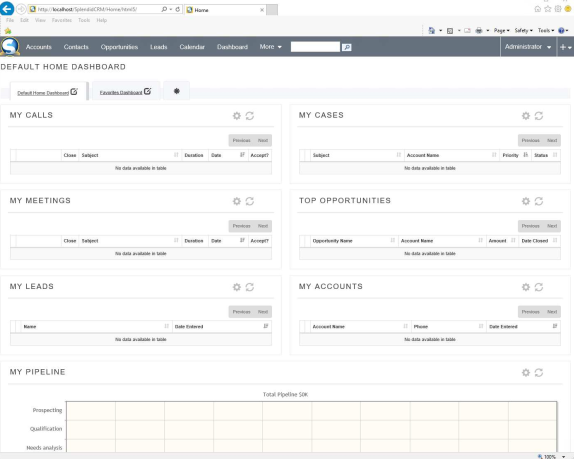 http://localhost/SplendidCRM/Home/html5/
Home
File Edit View Favorites Tools Help
Page Safety Tools
Accounts Contacts Opportunities Leads Calendar Dashboard More Administrator
DEFAULT HOME DASHBOARD
Default Home Dashboard Favorites Dashboard
MY CALLS
Previous Next
Close Subject Duration Date Accept?
No data available in table
MY CASES
Previous Next
Subject Account Name Priority Status
No data available in table
MY MEETINGS
Previous Next
Close Subject Duration Date Accept?
No data available in table
TOP OPPORTUNITIES
Previous Next
Opportunity Name Account Name Amount Date Closed
No data available in table
MY LEADS
Previous Next
Name Date Entered
No data available in table
MY ACCOUNTS
Previous Next
Account Name Phone Date Entered
No data available in table
MY PIPELINE
Total Pipeline $0K
Prospecting
Qualification
Needs analysis
100%